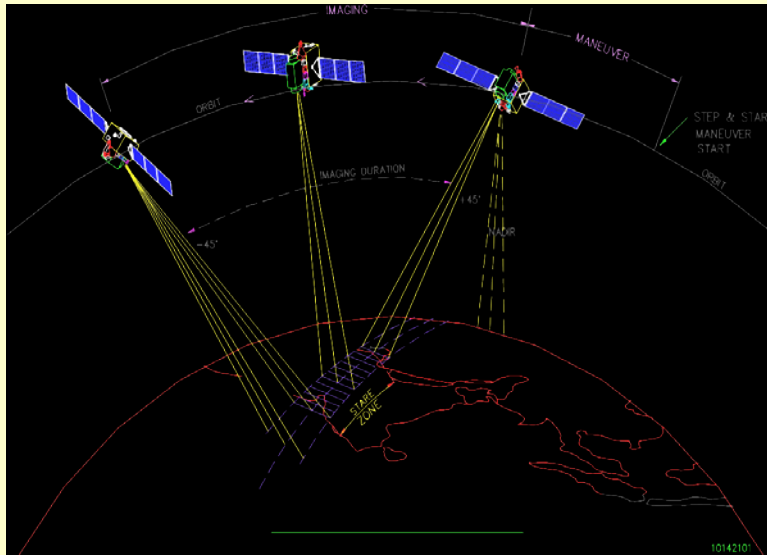 IMAGING
MANEUVER
ORBIT
STEP & STARE
MANEUVER
START
IMAGING DURATION
ORBIT
+45°
-45°
NADIR
STARE
ZONE
10142101